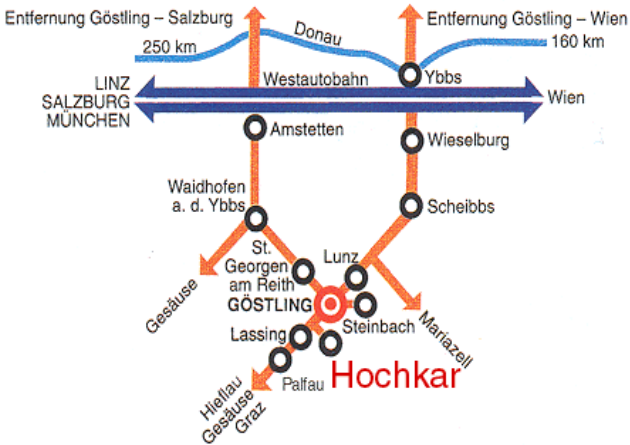 Entfernung Göstling – Salzburg
Entfernung Göstling – Wien
Donau
250 km
160 km
Ybbs
LINZ
SALZBURG
MÜNCHEN
Westautobahn
Wien
Amstetten
Wieselburg
Waidhofen
a. d. Ybbs
Scheibbs
St.
Georgen
am Reith
Lunz
Gesäuse
GÖSTLING
Steinbach
Mariazell
Lassing
Palfau
Hochkar
Hieflau
Gesäuse
Graz